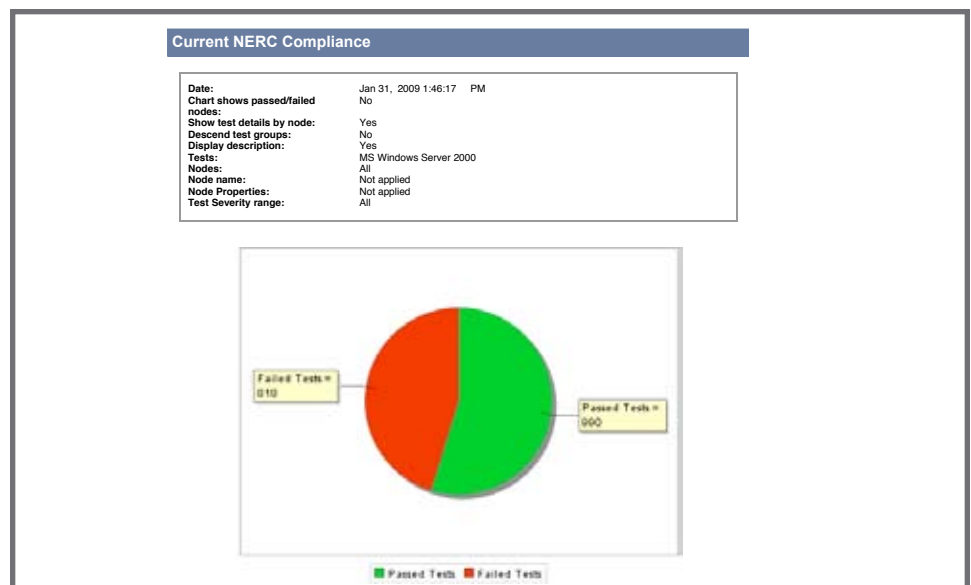 Current NERC Compliance
Date: Jan 31, 2009 1:46:17 PM
Chart shows passed/failed nodes: No
Show test details by node: Yes
Descend test groups: No
Display description: Yes
Tests: MS Windows Server 2000
Nodes: All
Node name: Not applied
Node Properties: Not applied
Test Severity range: All
Failed Tests =
Passed Tests =
990
Passed Tests Failed Tests